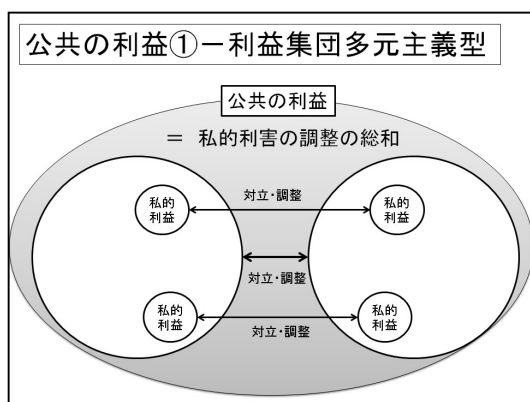 公共の利益①－利益集団多元主義型
公共の利益
＝ 私的利害の調整の総和
私的
利益
対立・調整
私的
利益
対立・調整
私的
利益
対立・調整
私的
利益